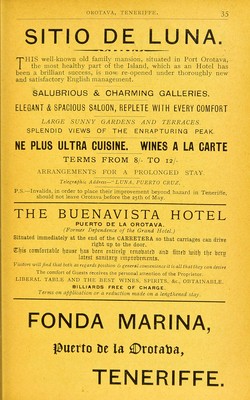 OROTAVA, TENERIFFE. 35
SITIO DE LUNA.
THIS well-known old family mansion, situated in Port Orotava,
the most healthy part of the Island, which as an Hotel has
been a brilliant success, is now re-opened under thoroughly new
and satisfactory English management.
SALUBRIOUS & CHARMING GALLERIES.
ELEGANT & SPACIOUS SALOON, REPLETE WITH EVERY COMFORT
LARGE SUNNY GARDENS AND TERRACES.
SPLENDID VIEWS OF THE ENRAPTURING PEAK.
NE PLUS ULTRA CUISINE. WINES A LA CARTE
TERMS FROM 8/- TO 12/-
ARRANGEMENTS FOR A PROLONGED STAY.
Telegraphic Address—"LUNA, PUERTO CRUZ."
P.S.—Invalids, in order to place their improvement beyond hazard in Teneriffe,
should not leave Orotava before the 25th of May.
THE BUENAVISTA HOTEL
PUERTO DE LA OROTAVA.
(Former Dependence of the Grand Hotel.)
Situated immediately at the end of the CARRETERA so that carriages can drive
right up to the door.
This comfortable house has been entirely renovated and fitted with the very
latest sanitary improvements.
Visitors will find that both as regards position & general convenience it is all that they can desire
The comfort of Guests receives the personal attention of the Proprietor.
LIBERAL TABLE AND THE BEST WINES, SPIRITS, &c., OBTAINABLE.
BILLIARDS FREE OF CHARGE.
Terms on application or a reduction made on a lengthened stay.
FONDA MARINA,
Puerto de la Orotava,
TENERIFFE.